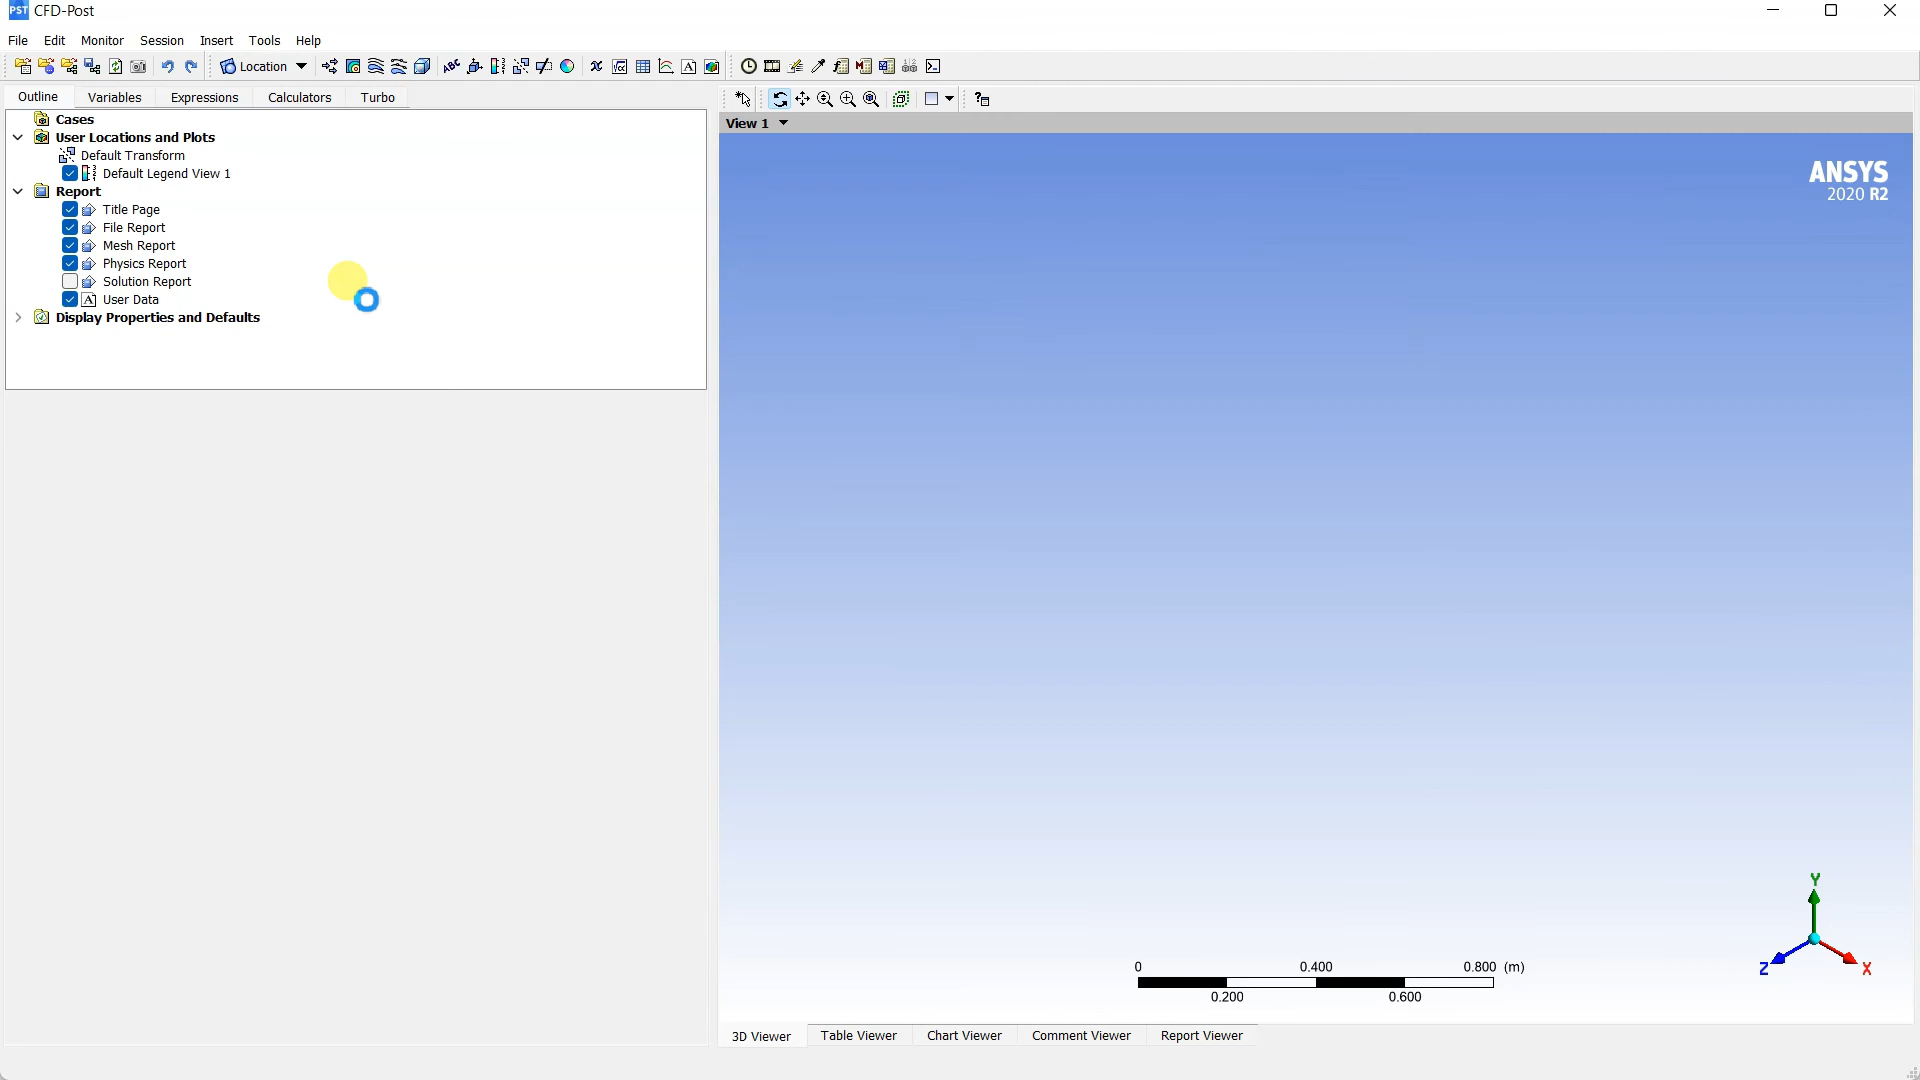 PST CFD-Post
File Edit Monitor Session Insert Tools Help
Location
Outline Variables Expressions Calculators Turbo
Cases
User Locations and Plots
Default Transform
Default Legend View 1
Report
Title Page
File Report
Mesh Report
Physics Report
Solution Report
A User Data
Display Properties and Defaults
View 1
ANSYS
2020 R2
Y
Z X
0 0.400 0.800 (m)
0.200 0.600
3D Viewer Table Viewer Chart Viewer Comment Viewer Report Viewer